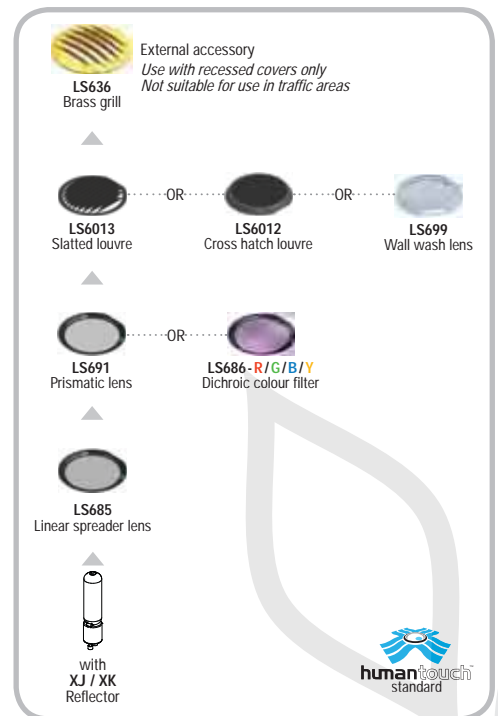 External accessory
Use with recessed covers only
Not suitable for use in traffic areas
LS636
Brass grill
OR
OR
LS6013
Slatted louvre
LS6012
Cross hatch louvre
LS699
Wall wash lens
OR
LS691
Prismatic lens
LS686-R/G/B/Y
Dichroic colour filter
LS685
Linear spreader lens
with
XJ / XK
Reflector
humantouch™
standard